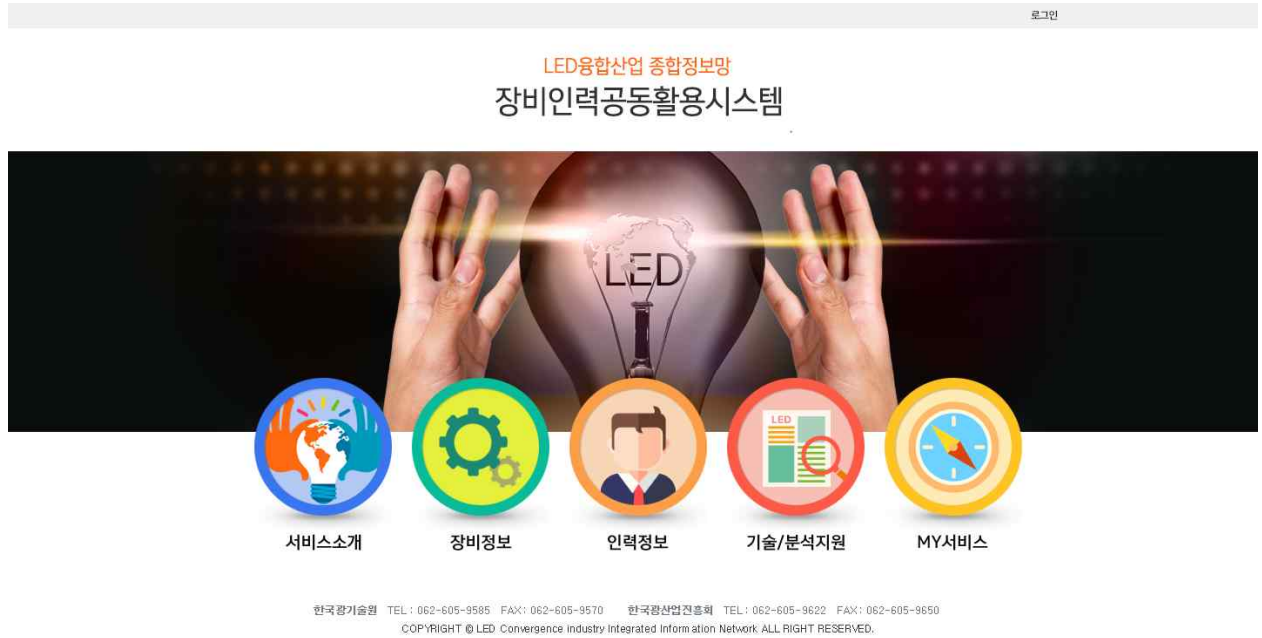 로그인
LED융합산업 종합정보망
장비인력공동활용시스템
LED
LED
서비스소개 장비정보 인력정보 기술/분석지원 MY서비스
한국광기술원 TEL : 062-605-9585 FAX : 062-605-9570 한국광산업진흥회 TEL : 062-605-9622 FAX : 062-605-9650
COPYRIGHT @ LED Convergence industry Integrated Information Network ALL RIGHT RESERVED.